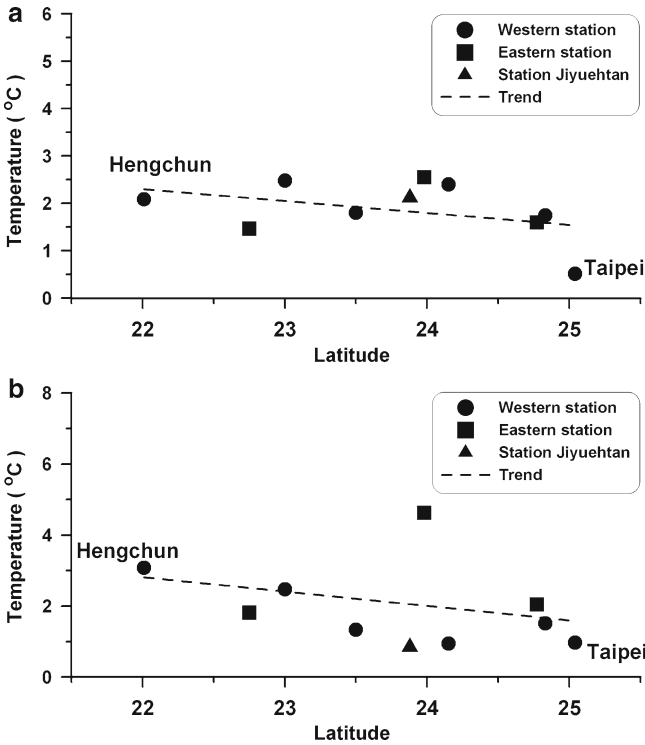 a
6
5
4
3
2
1
0
Temperature ( °C )
Western station
Eastern station
Station Jiyuehtan
Trend
Hengchun
Taipei
22 23 24 25
Latitude
b
8
6
4
2
0
Temperature ( °C )
Western station
Eastern station
Station Jiyuehtan
Trend
Hengchun
Taipei
22 23 24 25
Latitude